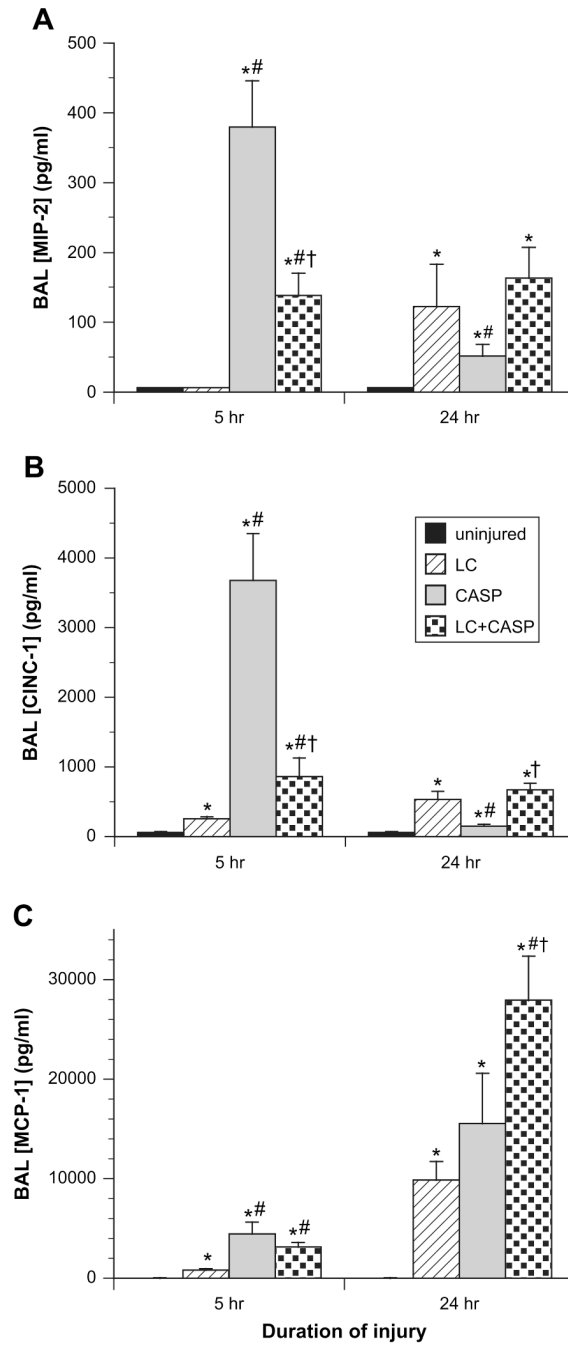 A
BAL [MIP-2] (pg/ml)
500
400
300
200
100
0
*#
*#†
*
*#
*
5 hr
24 hr
B
BAL [CINC-1] (pg/ml)
5000
4000
3000
2000
1000
0
*
*#
*#†
*
*#
*†
uninjured
LC
CASP
LC+CASP
5 hr
24 hr
C
BAL [MCP-1] (pg/ml)
30000
20000
10000
0
*
*#
*#
*
*
*#†
5 hr
24 hr
Duration of injury